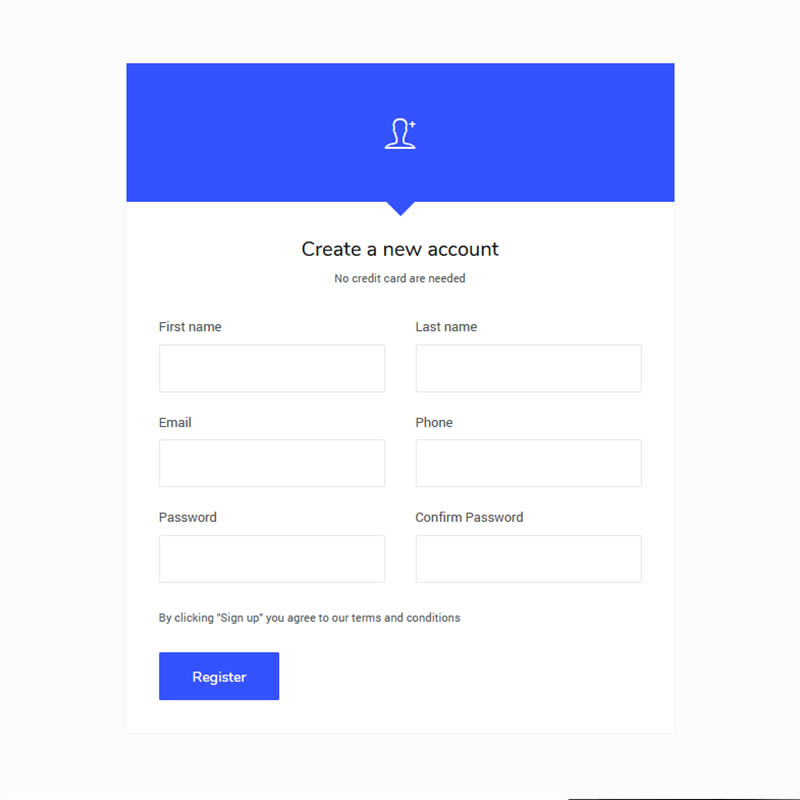 Create a new account
No credit card are needed
First name
Last name
Email
Phone
Password
Confirm Password
By clicking "Sign up" you agree to our terms and conditions
Register